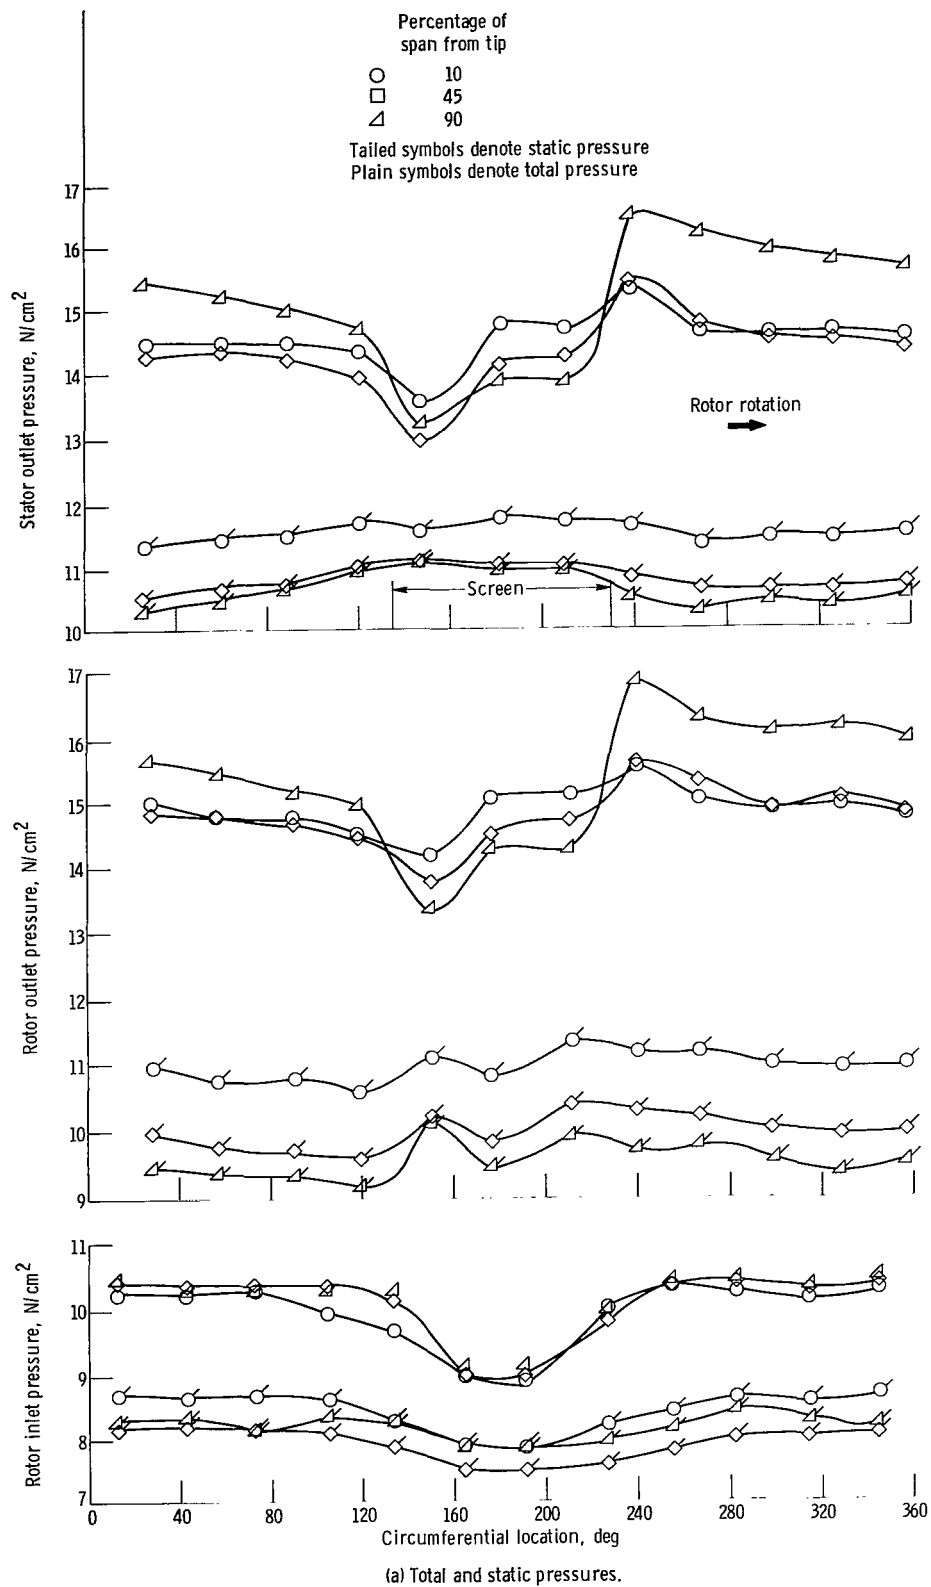 Percentage of
span from tip
10
45
90
Tailed symbols denote static pressure
Plain symbols denote total pressure
Stator outlet pressure, N/cm2
17
16
15
14
13
12
11
10
Rotor rotation
Screen
Rotor outlet pressure, N/cm2
17
16
15
14
13
12
11
10
9
Rotor inlet pressure, N/cm2
11
10
9
8
7
0 40 80 120 160 200 240 280 320 360
Circumferential location, deg
(a) Total and static pressures.